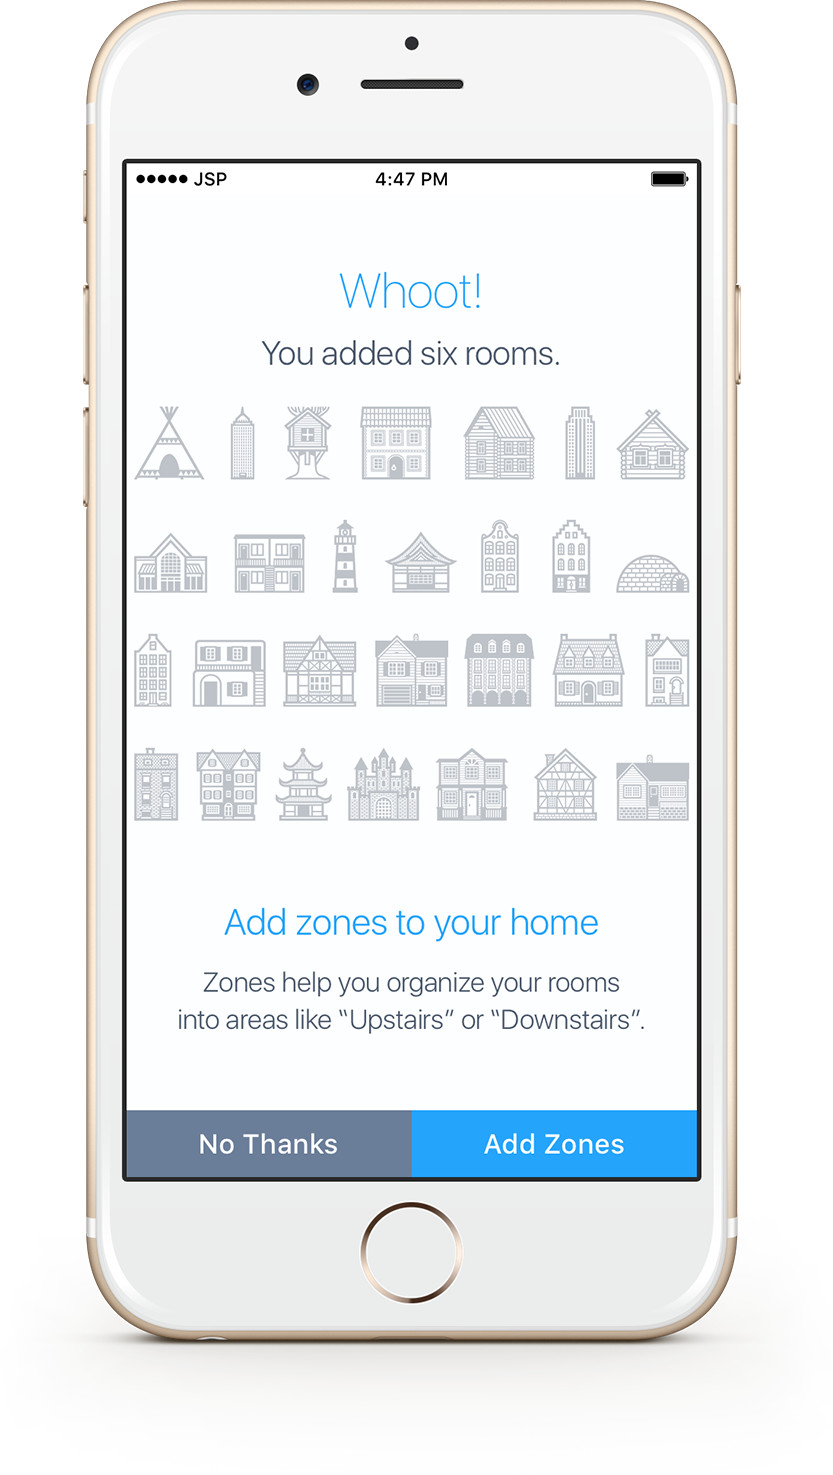 JSP 4:47 PM
Whoot!
You added six rooms.
Add zones to your home
Zones help you organize your rooms
into areas like “Upstairs” or “Downstairs”.
No Thanks Add Zones